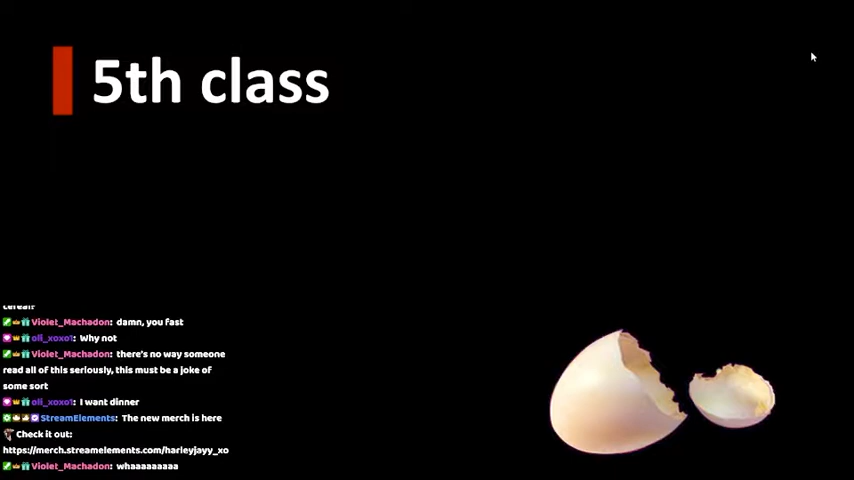 5th class
Violet_Machadon: damn, you fast
oli_xoxo1: Why not
Violet_Machadon: there's no way someone
read all of this seriously, this must be a joke of
some sort
oli_xoxo1: I want dinner
StreamElements: The new merch is here
Check it out:
https://merch.streamelements.com/harleyjayy_xo
Violet_Machadon: whaaaaaaaaa